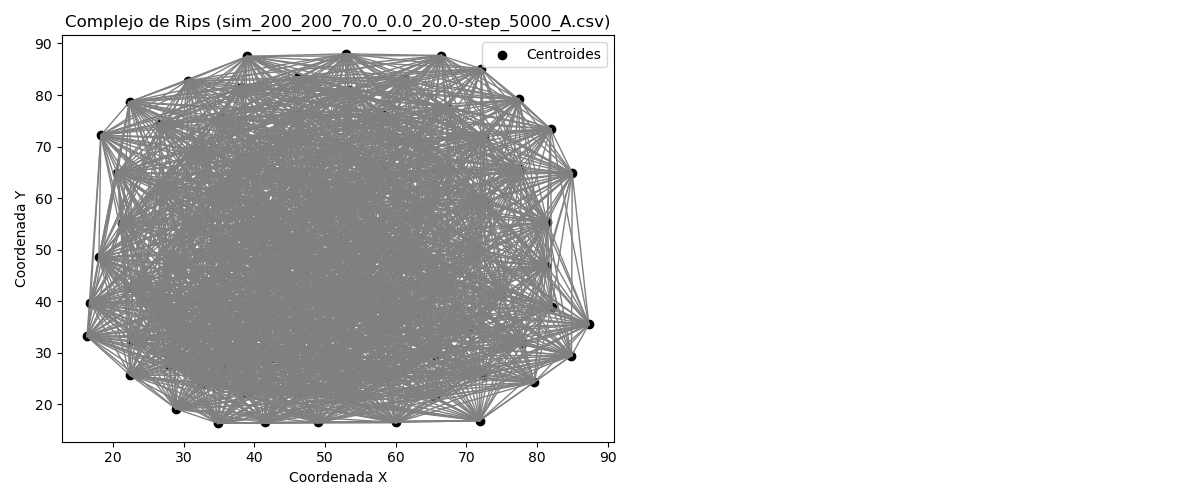 Complejo de Rips (sim_200_200_70.0_0.0_20.0-step_5000_A.csv)
Centroides
90
80
70
60
50
40
30
20
Coordenada Y
20 30 40 50 60 70 80 90
Coordenada X